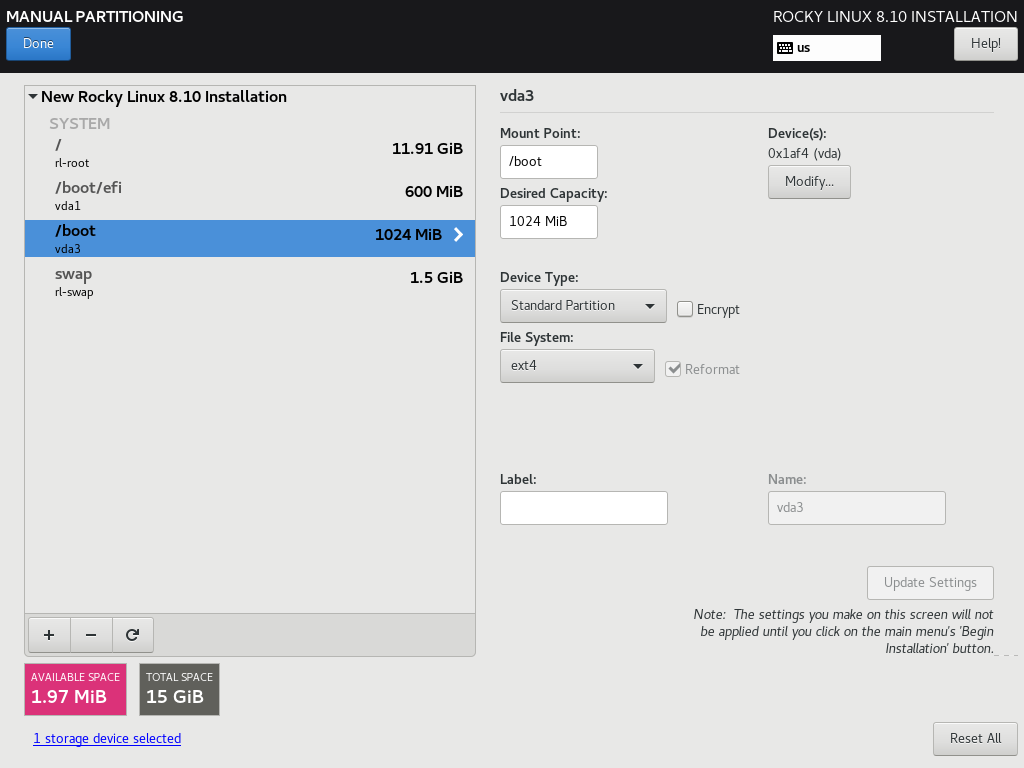 MANUAL PARTITIONING
ROCKY LINUX 8.10 INSTALLATION
Done
us
Help!
New Rocky Linux 8.10 Installation
SYSTEM
/
11.91 GiB
rl-root
/boot/efi
600 MiB
vda1
/boot
1024 MiB
vda3
swap
1.5 GiB
rl-swap
+
−
AVAILABLE SPACE
1.97 MiB
TOTAL SPACE
15 GiB
1 storage device selected
vda3
Mount Point:
/boot
Device(s):
0x1af4 (vda)
Modify...
Desired Capacity:
1024 MiB
Device Type:
Standard Partition
Encrypt
File System:
ext4
Reformat
Label:
Name:
vda3
Update Settings
Note:  The settings you make on this screen will not
be applied until you click on the main menu's 'Begin
Installation' button.
Reset All